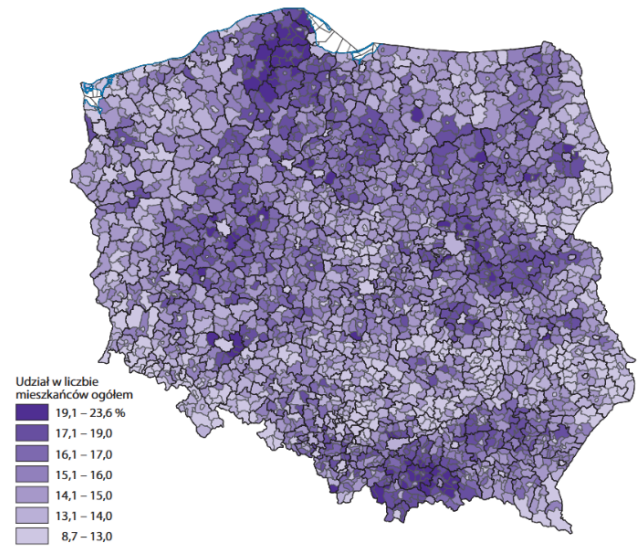 Udział w liczbie
mieszkańców ogółem
19,1 – 23,6 %
17,1 – 19,0
16,1 – 17,0
15,1 – 16,0
14,1 – 15,0
13,1 – 14,0
8,7 – 13,0